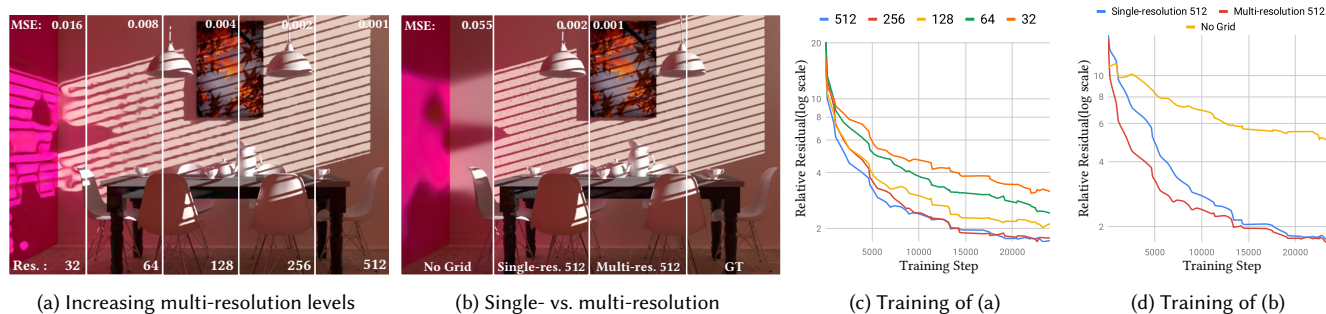 MSE: 0.016 0.008 0.004 0.002 0.001
Res. : 32 64 128 256 512
(a) Increasing multi-resolution levels
MSE: 0.055 0.002 0.001
No Grid Single-res. 512 Multi-res. 512 GT
(b) Single- vs. multi-resolution
512 256 128 64 32
Relative Residual(log scale)
20
10
8
6
4
2
5000 10000 15000 20000
Training Step
(c) Training of (a)
Single-resolution 512 Multi-resolution 512
No Grid
Relative Residual(log scale)
10
8
6
4
2
5000 10000 15000 20000
Training Step
(d) Training of (b)